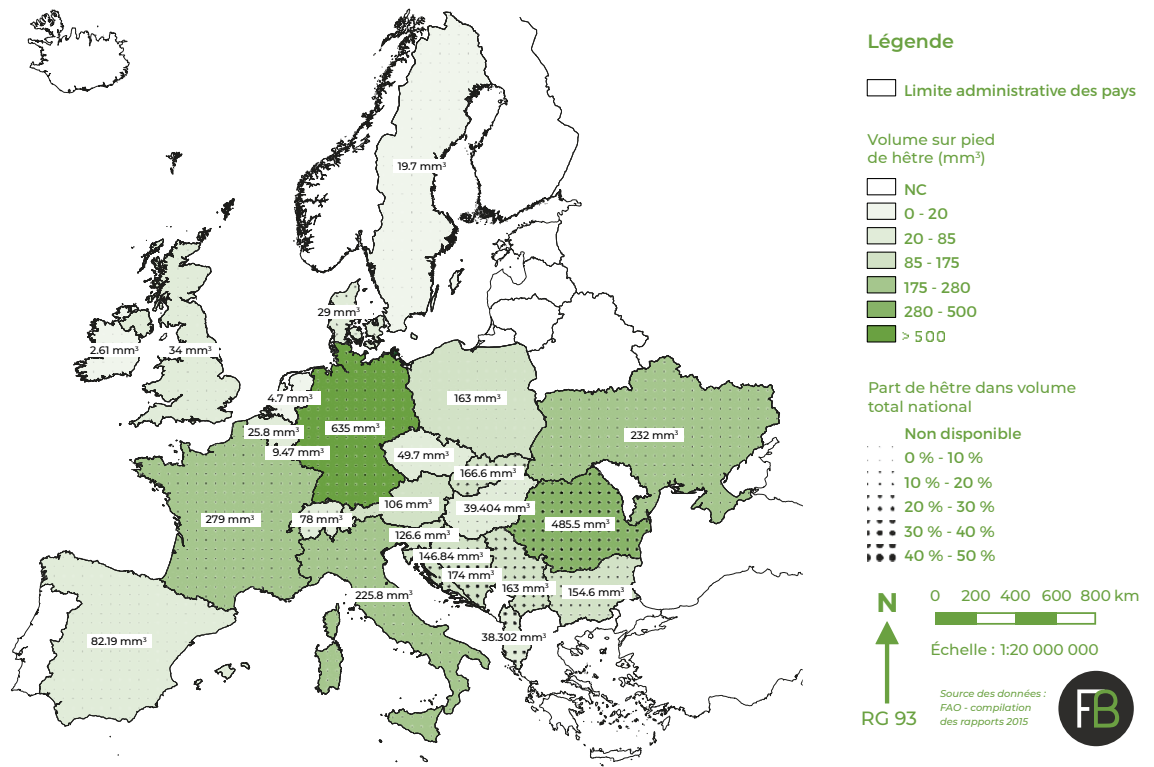 19.7 mm³
29 mm³
2.61 mm³
34 mm³
4.7 mm³
163 mm³
25.8 mm³
635 mm³
232 mm³
9.47 mm³
49.7 mm³
166.6 mm³
106 mm³
39.404 mm³
279 mm³
78 mm³
485.5 mm³
126.6 mm³
146.84 mm³
174 mm³
163 mm³
154.6 mm³
225.8 mm³
38.302 mm³
82.19 mm³
Légende
Limite administrative des pays
Volume sur pied
de hêtre (mm³)
NC
0 - 20
20 - 85
85 - 175
175 - 280
280 - 500
> 500
Part de hêtre dans volume
total national
Non disponible
0 % - 10 %
10 % - 20 %
20 % - 30 %
30 % - 40 %
40 % - 50 %
N
0 200 400 600 800 km
Échelle : 1:20 000 000
RG 93
Source des données :
FAO - compilation
des rapports 2015
FB